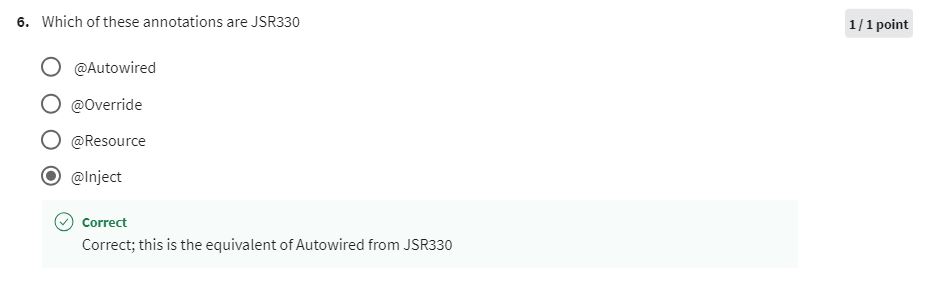 6. Which of these annotations are JSR330
1 / 1 point
@Autowired
@Override
@Resource
@Inject
Correct
Correct; this is the equivalent of Autowired from JSR330